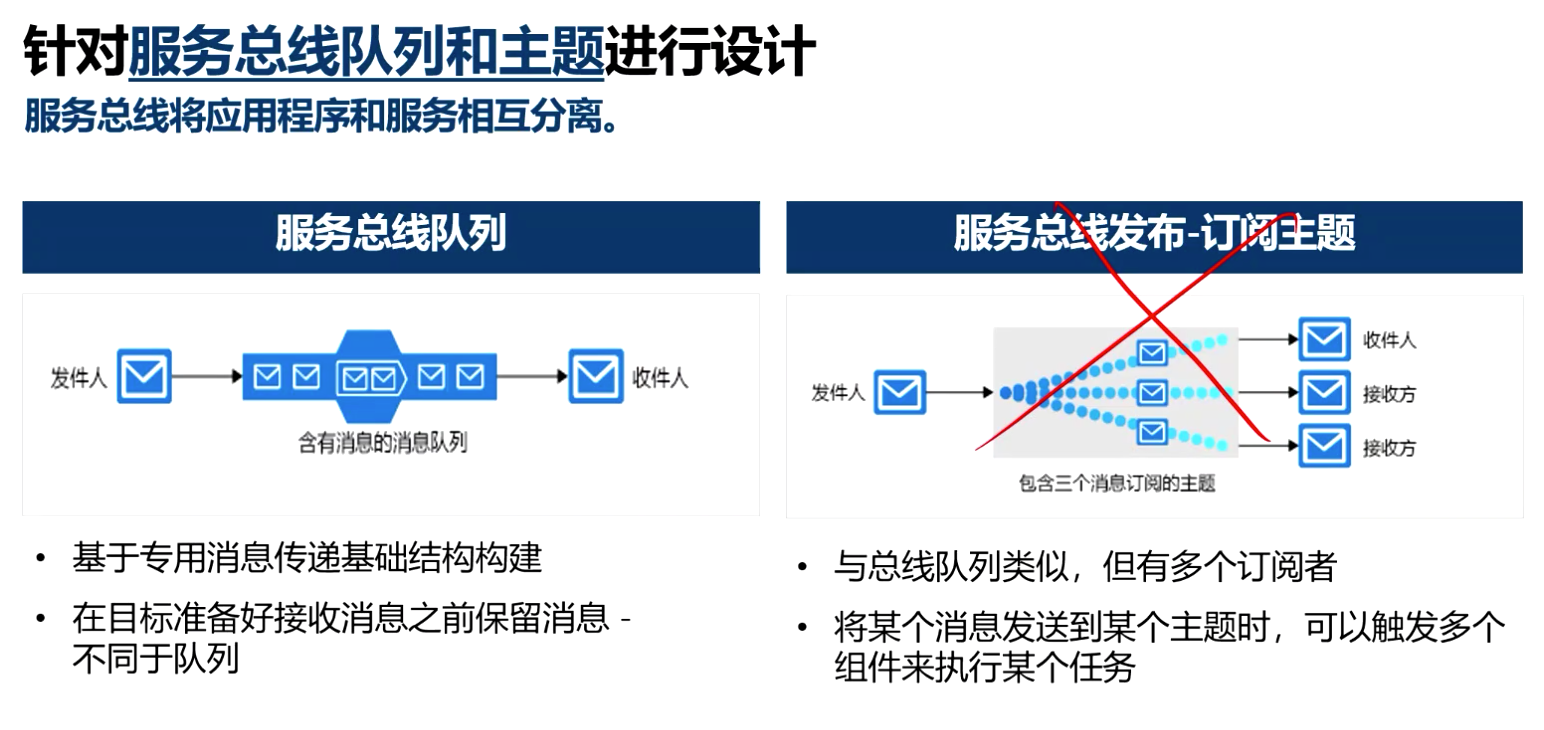 针对服务总线队列和主题进行设计
服务总线将应用程序和服务相互分离。
服务总线队列
发件人
收件人
含有消息的消息队列
• 基于专用消息传递基础结构构建
• 在目标准备好接收消息之前保留消息 -
不同于队列
服务总线发布-订阅主题
发件人
收件人
接收方
接收方
包含三个消息订阅的主题
• 与总线队列类似，但有多个订阅者
• 将某个消息发送到某个主题时，可以触发多个
组件来执行某个任务